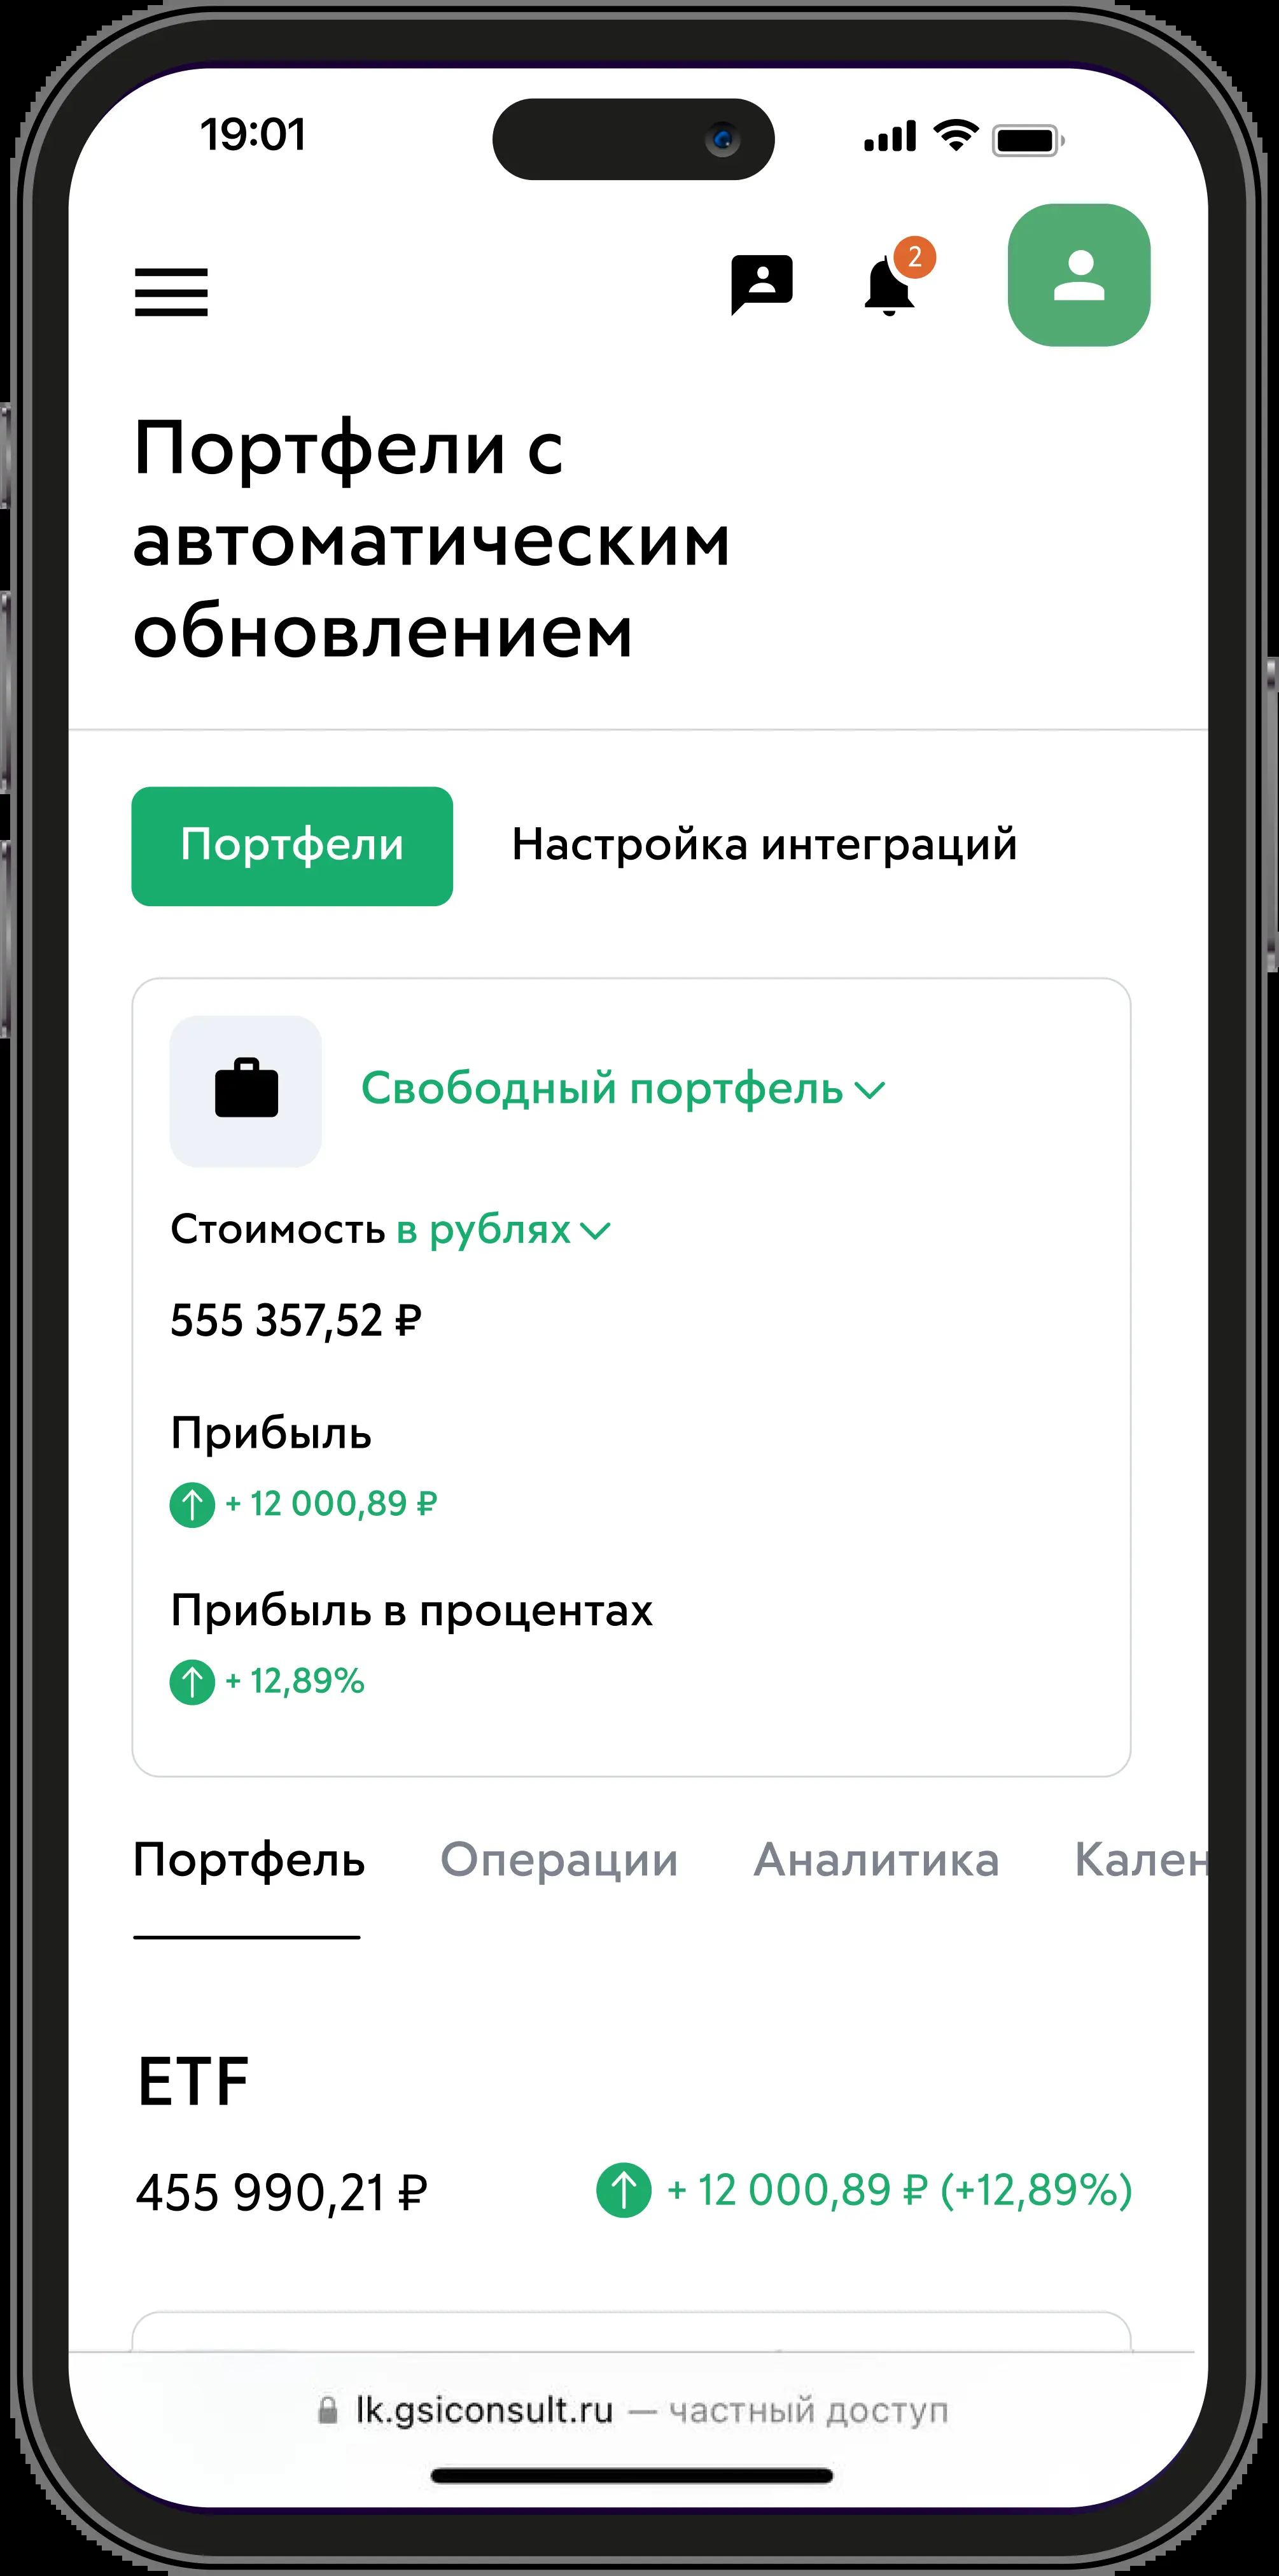 19:01
2
Портфели с
автоматическим
обновлением
Портфели Настройка интеграций
Свободный портфель
Стоимость в рублях
555 357,52 ₽
Прибыль
+ 12 000,89 ₽
Прибыль в процентах
+ 12,89%
Портфель Операции Аналитика Кален
ETF
455 990,21 ₽ + 12 000,89 ₽ (+12,89%)
lk.gsiconsult.ru — частный доступ